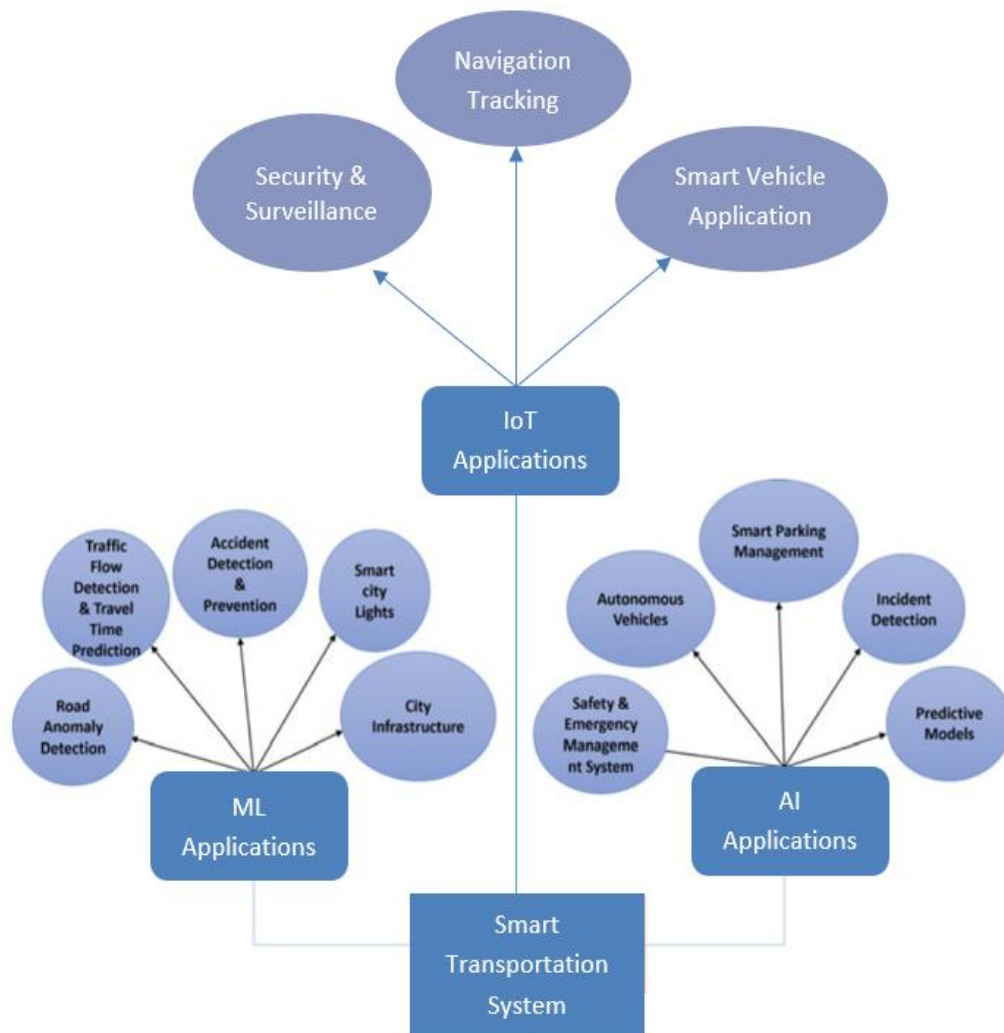 Navigation
Tracking
Security &
Surveillance
Smart Vehicle
Application
IoT
Applications
Traffic
Flow
Detection
& Travel
Time
Prediction
Accident
Detection
&
Prevention
Smart
city
Lights
Road
Anomaly
Detection
City
Infrastructure
Smart Parking
Management
Autonomous
Vehicles
Incident
Detection
Safety &
Emergency
Manageme
nt System
Predictive
Models
ML
Applications
AI
Applications
Smart
Transportation
System